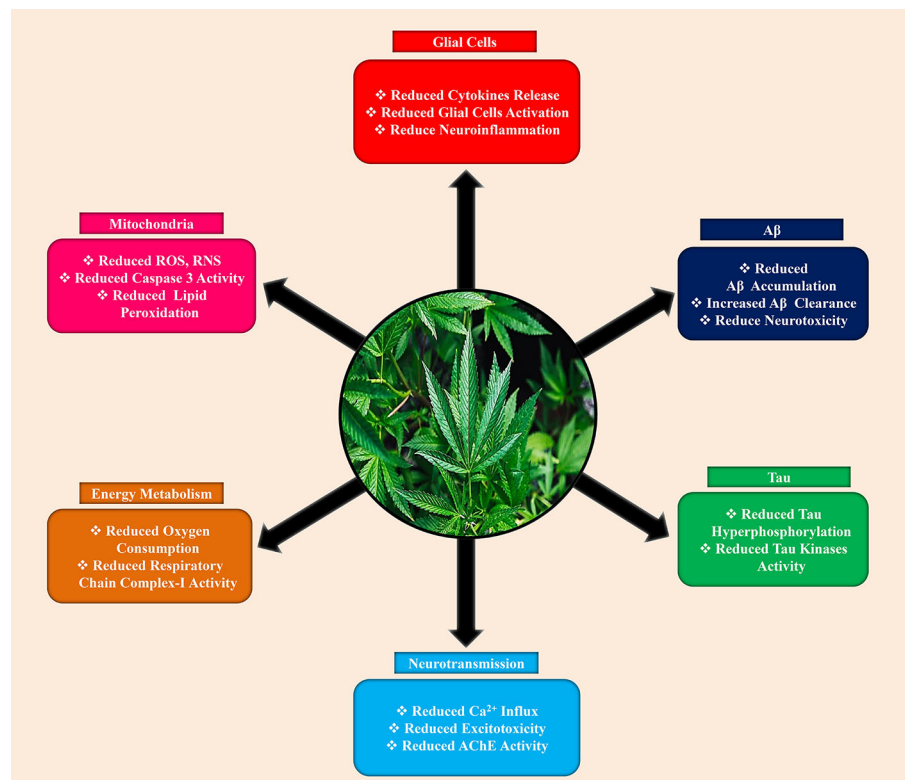 Glial Cells
❖ Reduced Cytokines Release
❖ Reduced Glial Cells Activation
❖ Reduce Neuroinflammation
Mitochondria
❖ Reduced ROS, RNS
❖ Reduced Caspase 3 Activity
❖ Reduced Lipid
Peroxidation
Aβ
❖ Reduced
Aβ Accumulation
❖ Increased Aβ Clearance
❖ Reduce Neurotoxicity
Energy Metabolism
❖ Reduced Oxygen
Consumption
❖ Reduced Respiratory
Chain Complex-I Activity
Tau
❖ Reduced Tau
Hyperphosphorylation
❖ Reduced Tau Kinases
Activity
Neurotransmission
❖ Reduced Ca²⁺ Influx
❖ Reduced Excitotoxicity
❖ Reduced AChE Activity